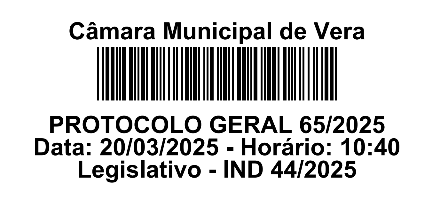 Câmara Municipal de Vera
PROTOCOLO GERAL 65/2025
Data: 20/03/2025 - Horário: 10:40
Legislativo - IND 44/2025